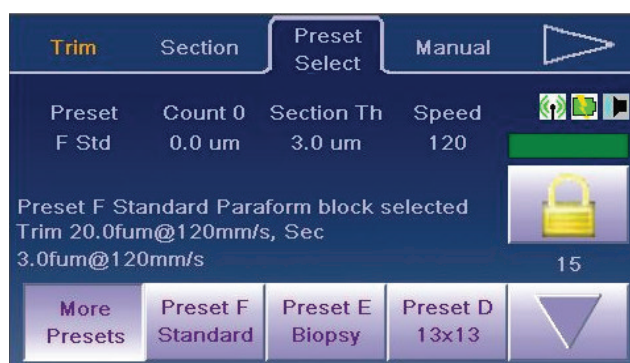 Trim Section Preset Select Manual
Preset Count 0 Section Th Speed
F Std 0.0 um 3.0 um 120
Preset F Standard Paraform block selected
Trim 20.0fum@120mm/s, Sec
3.0fum@120mm/s
15
More Presets
Preset F Standard
Preset E Biopsy
Preset D 13x13